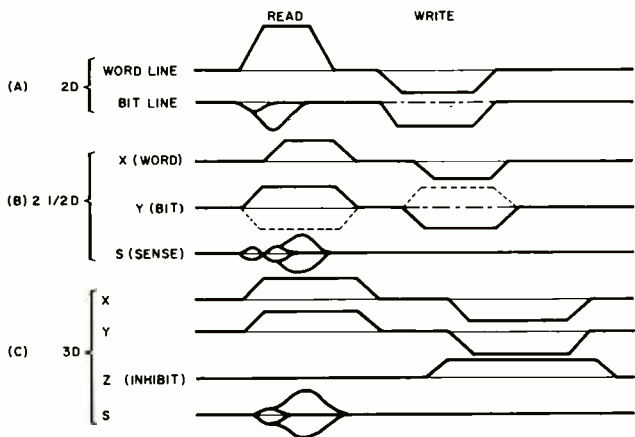 READ WRITE
WORD LINE
(A) 2D
BIT LINE
X (WORD)
(B) 2 1/2D Y (BIT)
S (SENSE)
X
Y
(C) 3D
Z (INHIBIT)
S